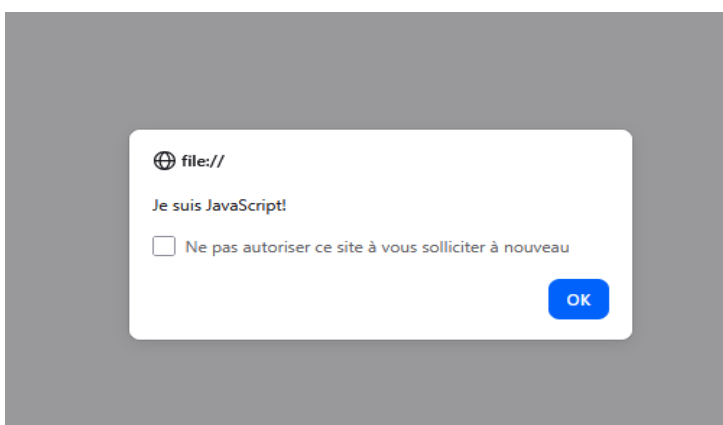 file://
Je suis JavaScript!
Ne pas autoriser ce site à vous solliciter à nouveau
OK